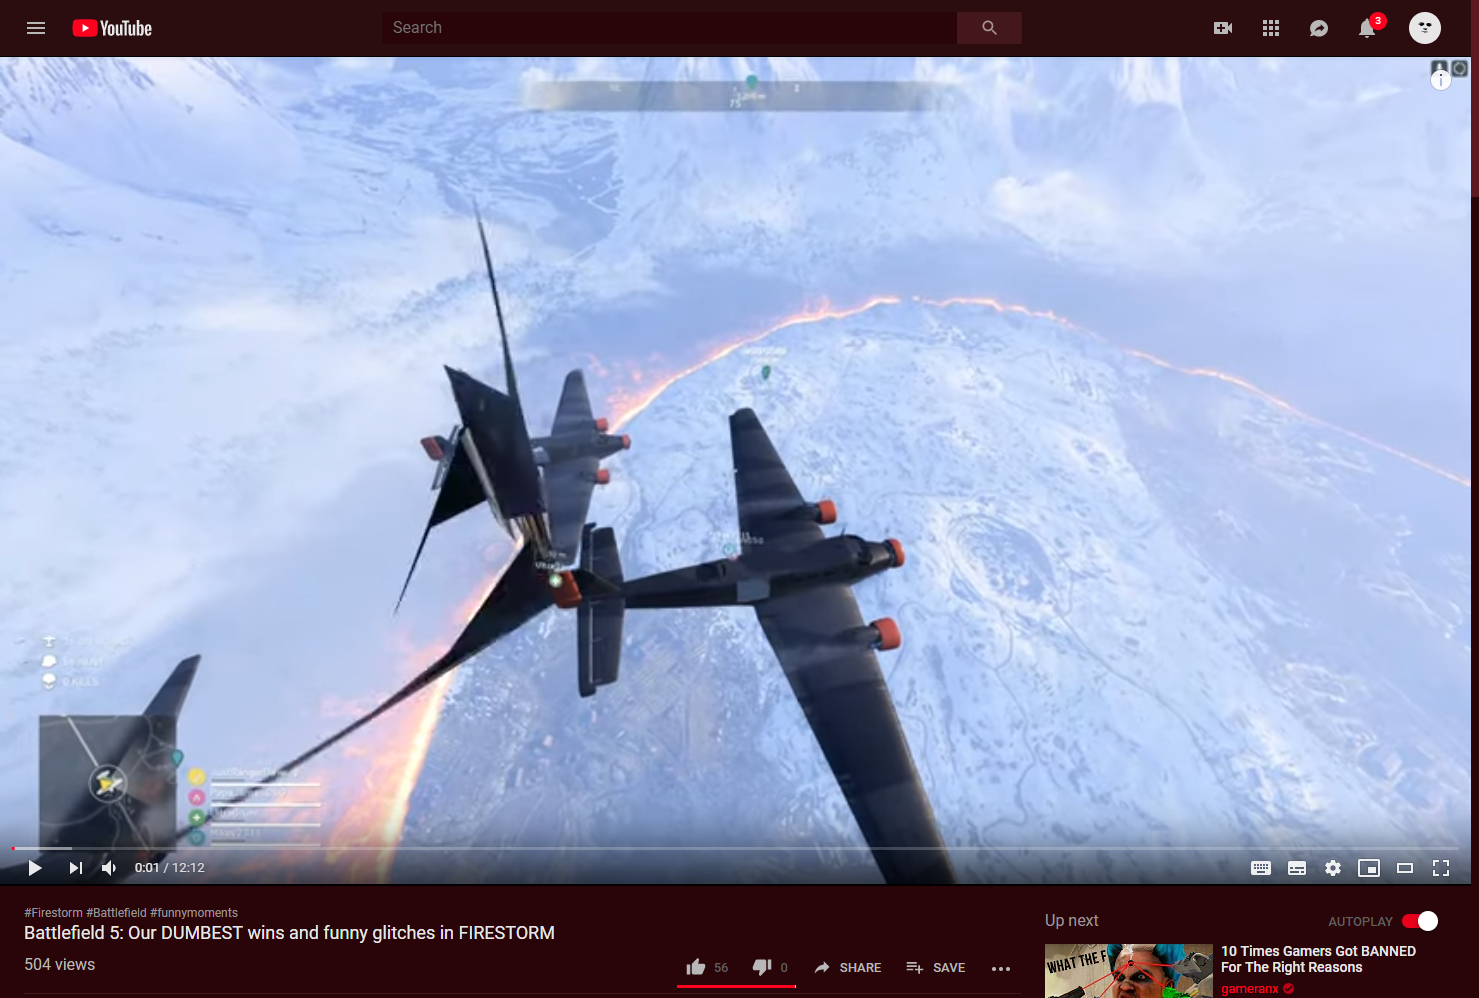 YouTube
Search
3
0:01 / 12:12
#Firestorm #Battlefield #funnymoments
Battlefield 5: Our DUMBEST wins and funny glitches in FIRESTORM
504 views
56
0
SHARE
SAVE
Up next
AUTOPLAY
WHAT THE F
10 Times Gamers Got BANNED
For The Right Reasons
gameranx